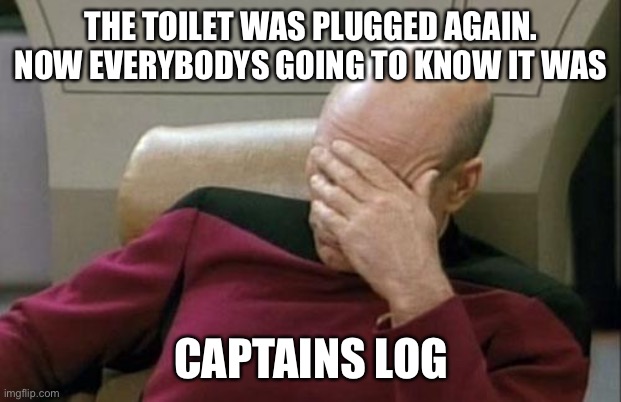 THE TOILET WAS PLUGGED AGAIN.
NOW EVERYBODYS GOING TO KNOW IT WAS
CAPTAINS LOG
imgflip.com